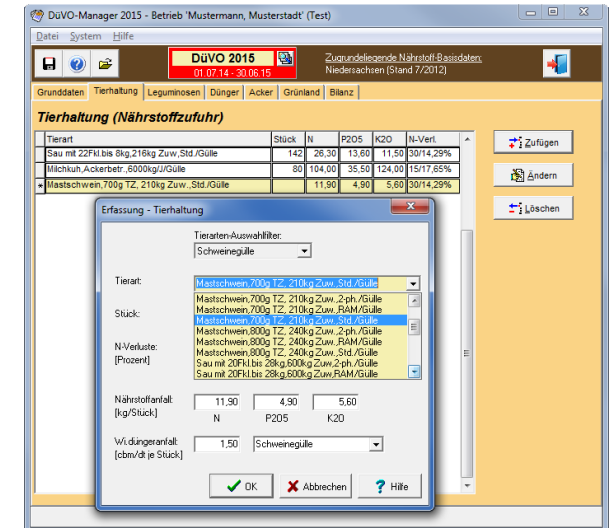 DüVO-Manager 2015 - Betrieb 'Mustermann, Musterstadt' (Test)
Datei System Hilfe
DüVO 2015
01.07.14 - 30.06.15
Zugrundeliegende Nährstoff-Basisdaten:
Niedersachsen (Stand 7/2012)
Grunddaten Tierhaltung Leguminosen Dünger Acker Grünland Bilanz
Tierhaltung (Nährstoffzufuhr)
Tierart Stück N P2O5 K2O N-Verl.
Sau mit 22Fkl.bis 8kg,216kg Zuw,Std./Gülle 142 26,30 13,60 11,50 30/14,29%
Milchkuh,Ackerbetr.,6000kg/J/Gülle 80 104,00 35,50 124,00 15/17,65%
* Mastschwein,700g TZ, 210kg Zuw.,Std./Gülle 11,90 4,90 5,60 30/14,29%
Zufügen
Ändern
Löschen
Erfassung - Tierhaltung
Tierarten-Auswahlfilter:
Schweinegülle
Tierart:
Mastschwein,700g TZ, 210kg Zuw.,Std./Gülle
Mastschwein,700g TZ, 210kg Zuw.,2-ph./Gülle
Mastschwein,700g TZ, 210kg Zuw.,RAM/Gülle
Mastschwein,700g TZ, 210kg Zuw.,Std./Gülle
Mastschwein,800g TZ, 240kg Zuw.,2-ph./Gülle
Mastschwein,800g TZ, 240kg Zuw.,RAM/Gülle
Mastschwein,800g TZ, 240kg Zuw.,Std./Gülle
Sau mit 20Fkl.bis 28kg,600kg Zuw,2-ph./Gülle
Sau mit 20Fkl.bis 28kg,600kg Zuw,RAM/Gülle
Stück:
N-Verluste:
[Prozent]
Nährstoffanfall:
[kg/Stück]
11,90 4,90 5,60
N P2O5 K2O
Wi.düngeranfall:
[cbm/dt je Stück]
1,50 Schweinegülle
OK Abbrechen Hilfe